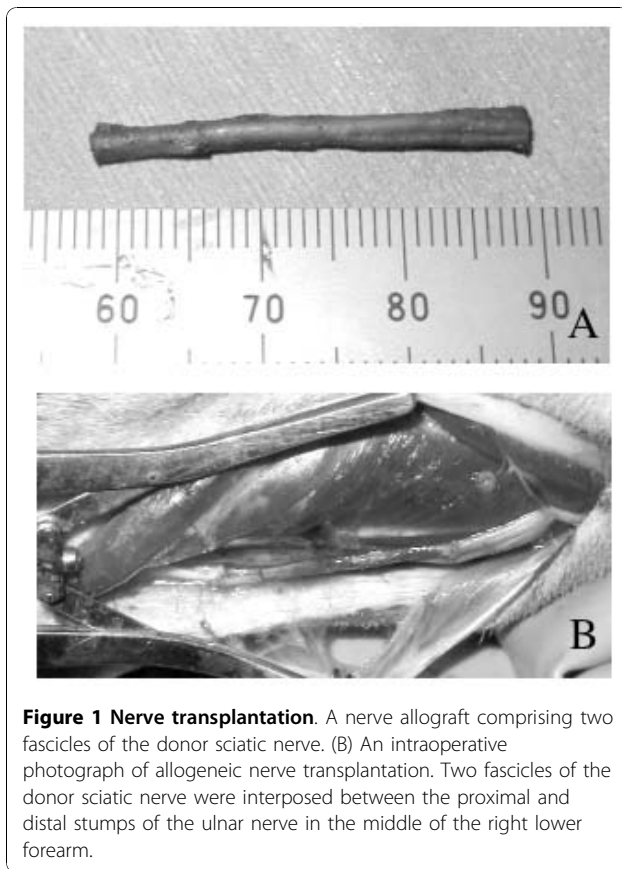 60 70 80 90
A
B
Figure 1 Nerve transplantation. A nerve allograft comprising two
fascicles of the donor sciatic nerve. (B) An intraoperative
photograph of allogeneic nerve transplantation. Two fascicles of the
donor sciatic nerve were interposed between the proximal and
distal stumps of the ulnar nerve in the middle of the right lower
forearm.